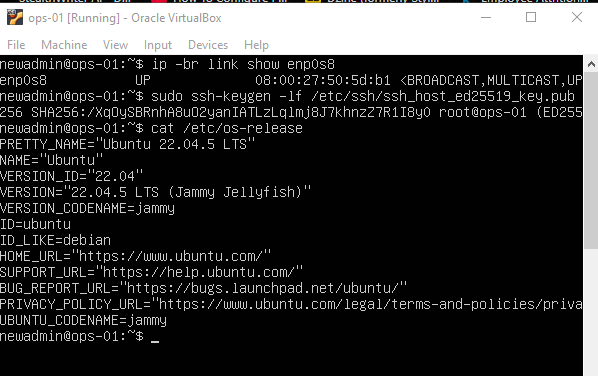 ops-01 [Running] - Oracle VirtualBox
File Machine View Input Devices Help
newadmin@ops-01:~$ ip -br link show enp0s8
enp0s8 UP 08:00:27:50:5d:b1 <BROADCAST,MULTICAST,UP
newadmin@ops-01:~$ sudo ssh-keygen -lf /etc/ssh/ssh_host_ed25519_key.pub
256 SHA256:/XqOySBRnhA8uO2yanIATLzLqlmj8J7khnzZ7R1I8y0 root@ops-01 (ED255
newadmin@ops-01:~$ cat /etc/os-release
PRETTY_NAME="Ubuntu 22.04.5 LTS"
NAME="Ubuntu"
VERSION_ID="22.04"
VERSION="22.04.5 LTS (Jammy Jellyfish)"
VERSION_CODENAME=jammy
ID=ubuntu
ID_LIKE=debian
HOME_URL="https://www.ubuntu.com/"
SUPPORT_URL="https://help.ubuntu.com/"
BUG_REPORT_URL="https://bugs.launchpad.net/ubuntu/"
PRIVACY_POLICY_URL="https://www.ubuntu.com/legal/terms-and-policies/priva
UBUNTU_CODENAME=jammy
newadmin@ops-01:~$ _